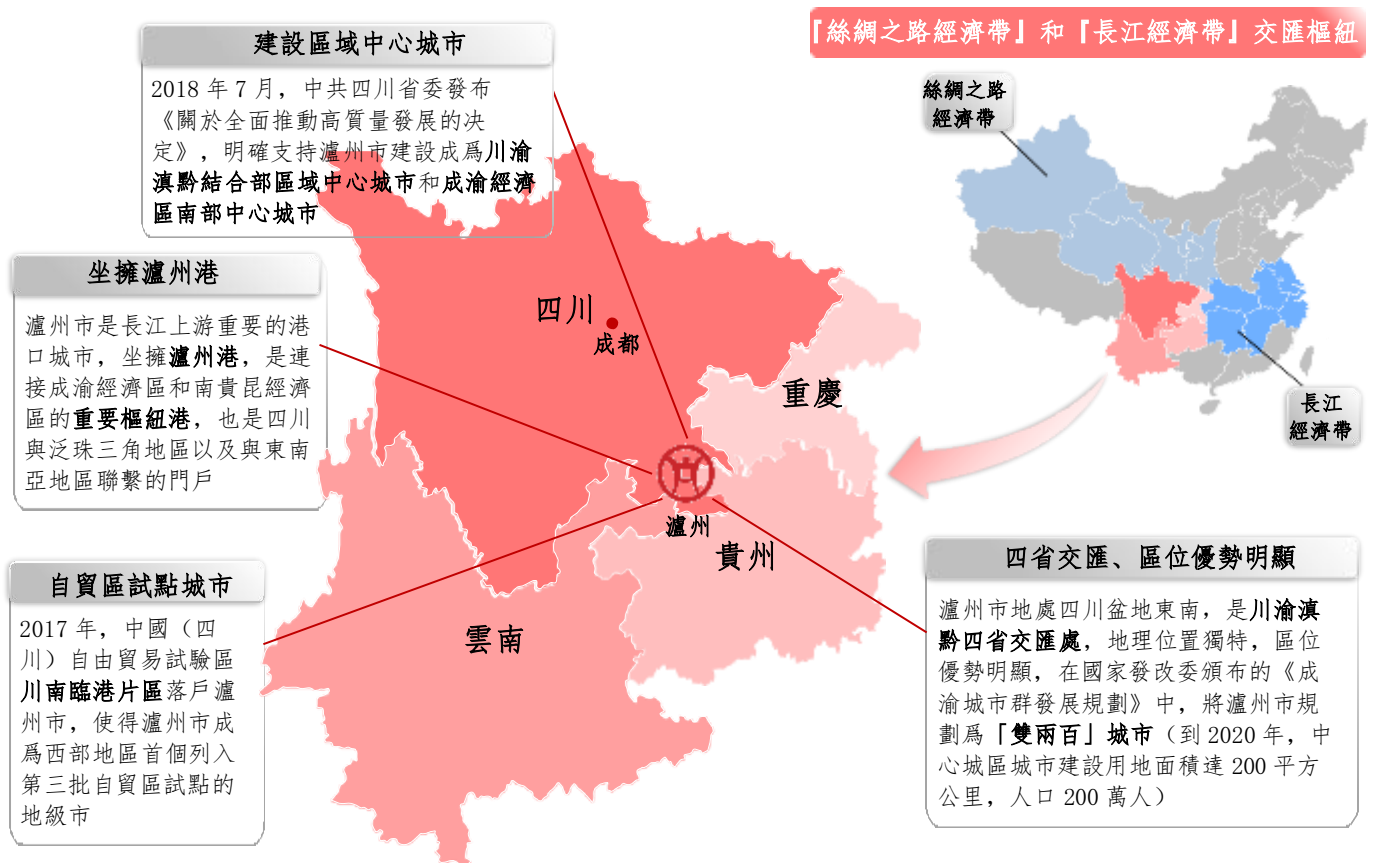 『絲綢之路經濟帶』和『長江經濟帶』交匯樞紐
建設區域中心城市
2018 年 7 月，中共四川省委發布
《關於全面推動高質量發展的決
定》，明確支持瀘州市建設成爲川渝
滇黔結合部區域中心城市和成渝經濟
區南部中心城市
絲綢之路
經濟帶
長江
經濟帶
坐擁瀘州港
瀘州市是長江上游重要的港
口城市，坐擁瀘州港，是連
接成渝經濟區和南貴昆經濟
區的重要樞紐港，也是四川
與泛珠三角地區以及與東南
亞地區聯繫的門戶
四川
成都
重慶
瀘州
貴州
雲南
自貿區試點城市
2017 年，中國（四
川）自由貿易試驗區
川南臨港片區落戶瀘
州市，使得瀘州市成
爲西部地區首個列入
第三批自貿區試點的
地級市
四省交匯、區位優勢明顯
瀘州市地處四川盆地東南，是川渝滇
黔四省交匯處，地理位置獨特，區位
優勢明顯，在國家發改委頒布的《成
渝城市群發展規劃》中，將瀘州市規
劃爲「雙兩百」城市（到 2020 年，中
心城區城市建設用地面積達 200 平方
公里，人口 200 萬人）